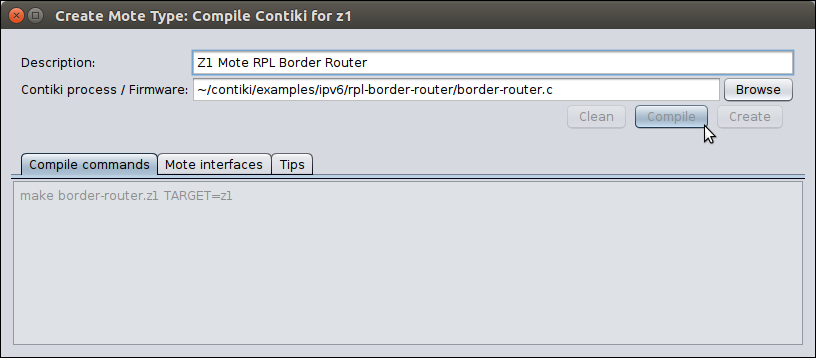 Create Mote Type: Compile Contiki for z1
Description: Z1 Mote RPL Border Router
Contiki process / Firmware: ~/contiki/examples/ipv6/rpl-border-router/border-router.c Browse
Clean Compile Create
Compile commands Mote interfaces Tips
make border-router.z1 TARGET=z1